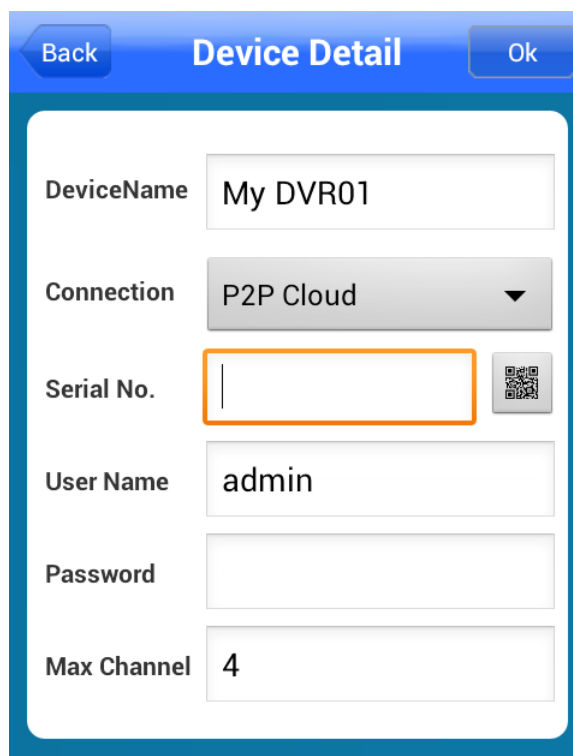 Back Device Detail Ok
DeviceName My DVR01
Connection P2P Cloud
Serial No.
User Name admin
Password
Max Channel 4